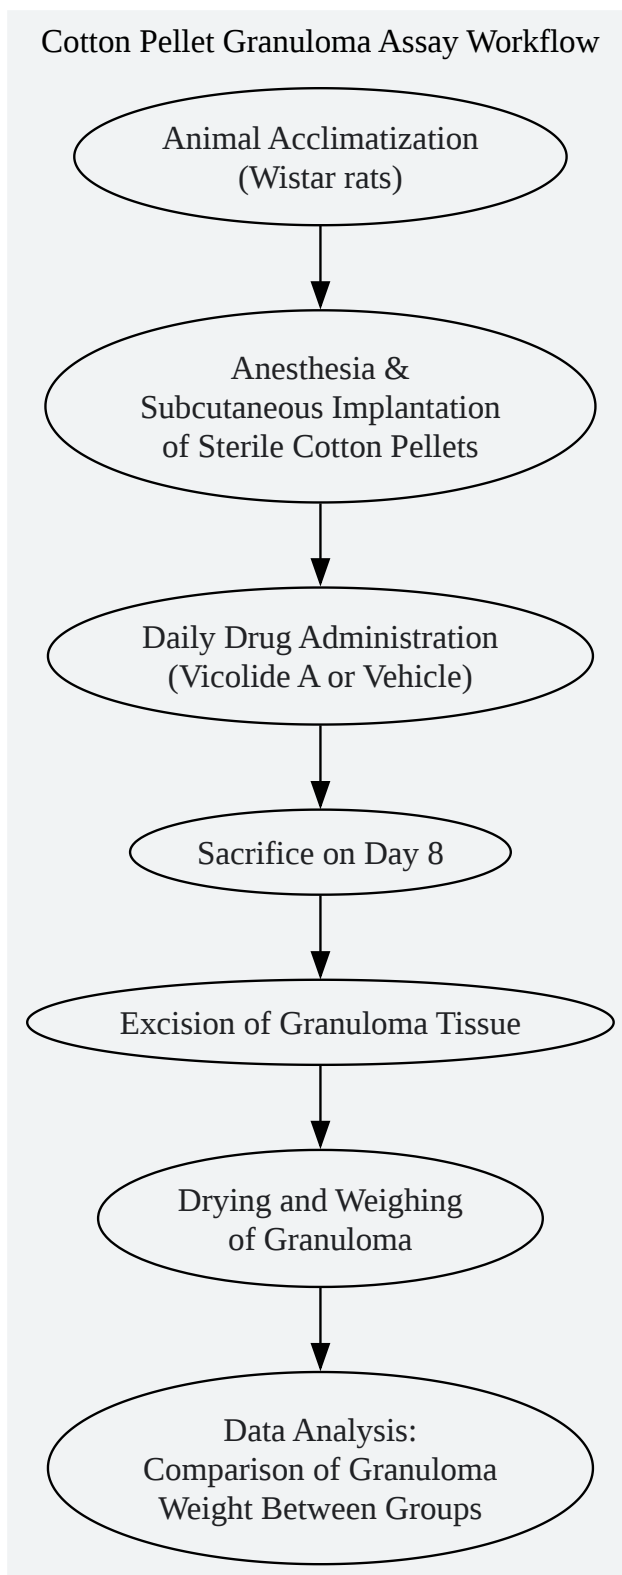 Cotton Pellet Granuloma Assay Workflow
Animal Acclimatization
(Wistar rats)
Anesthesia &
Subcutaneous Implantation
of Sterile Cotton Pellets
Daily Drug Administration
(Vicolide A or Vehicle)
Sacrifice on Day 8
Excision of Granuloma Tissue
Drying and Weighing
of Granuloma
Data Analysis:
Comparison of Granuloma
Weight Between Groups